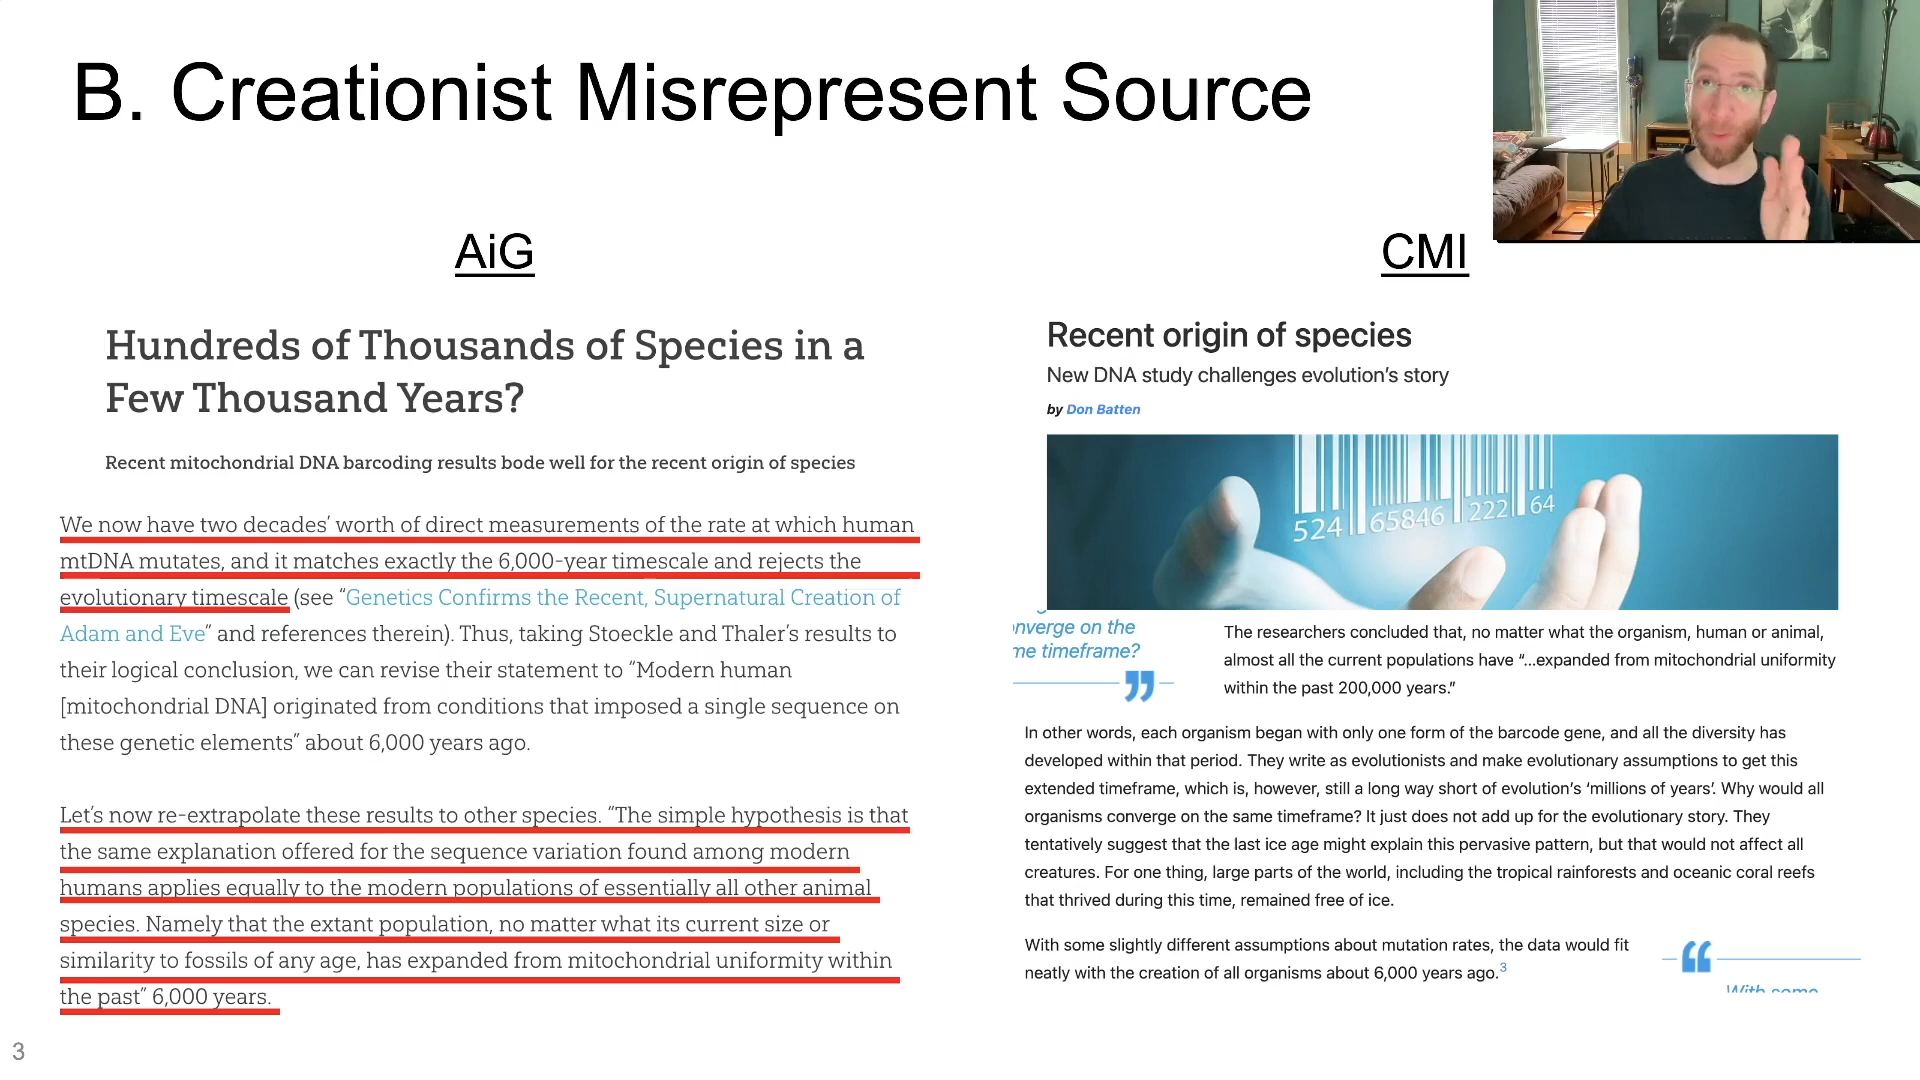 B. Creationist Misrepresent Source
AiG
Hundreds of Thousands of Species in a
Few Thousand Years?
Recent mitochondrial DNA barcoding results bode well for the recent origin of species
We now have two decades’ worth of direct measurements of the rate at which human
mtDNA mutates, and it matches exactly the 6,000-year timescale and rejects the
evolutionary timescale (see “Genetics Confirms the Recent, Supernatural Creation of
Adam and Eve” and references therein). Thus, taking Stoeckle and Thaler’s results to
their logical conclusion, we can revise their statement to “Modern human
[mitochondrial DNA] originated from conditions that imposed a single sequence on
these genetic elements” about 6,000 years ago.
Let’s now re-extrapolate these results to other species. “The simple hypothesis is that
the same explanation offered for the sequence variation found among modern
humans applies equally to the modern populations of essentially all other animal
species. Namely that the extant population, no matter what its current size or
similarity to fossils of any age, has expanded from mitochondrial uniformity within
the past” 6,000 years.
3
CMI
Recent origin of species
New DNA study challenges evolution’s story
by Don Batten
524 65846 222 64
nverge on the
me timeframe?
”
The researchers concluded that, no matter what the organism, human or animal,
almost all the current populations have “…expanded from mitochondrial uniformity
within the past 200,000 years.”
In other words, each organism began with only one form of the barcode gene, and all the diversity has
developed within that period. They write as evolutionists and make evolutionary assumptions to get this
extended timeframe, which is, however, still a long way short of evolution’s ‘millions of years’. Why would all
organisms converge on the same timeframe? It just does not add up for the evolutionary story. They
tentatively suggest that the last ice age might explain this pervasive pattern, but that would not affect all
creatures. For one thing, large parts of the world, including the tropical rainforests and oceanic coral reefs
that thrived during this time, remained free of ice.
With some slightly different assumptions about mutation rates, the data would fit
neatly with the creation of all organisms about 6,000 years ago.3
“
With some